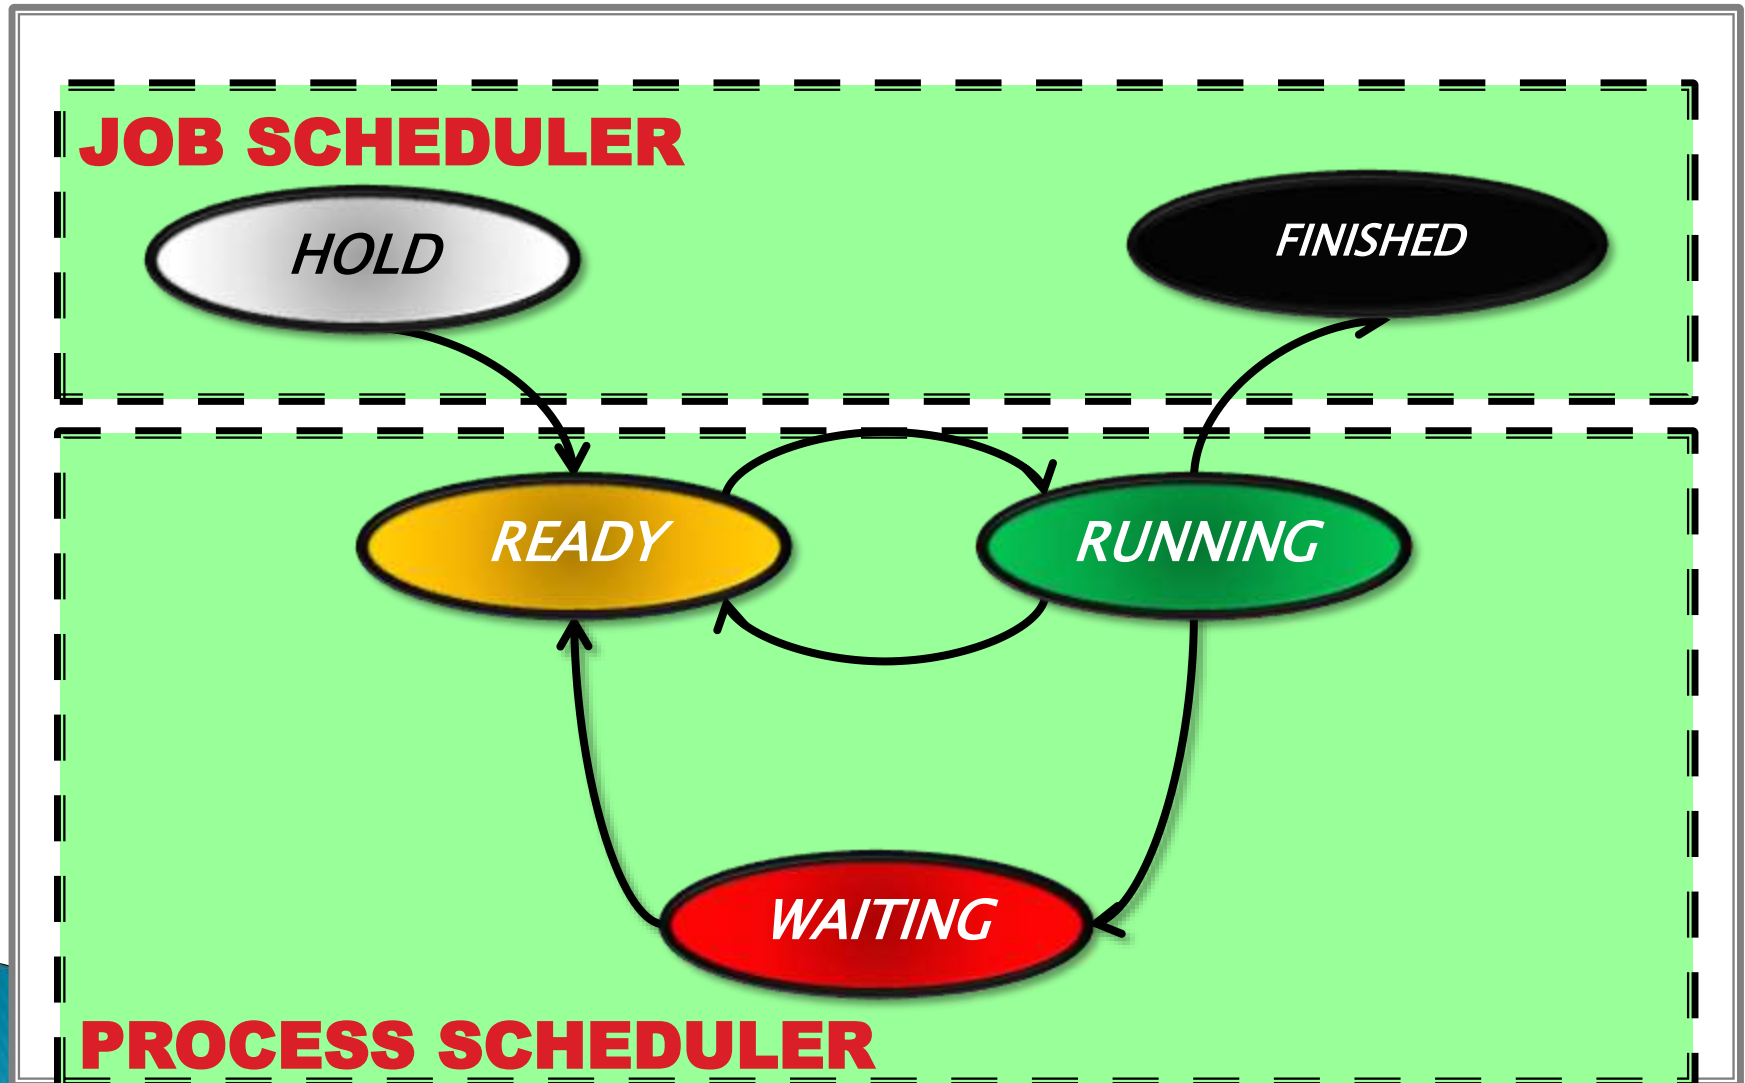 JOB SCHEDULER
HOLD
FINISHED
READY
RUNNING
WAITING
PROCESS SCHEDULER